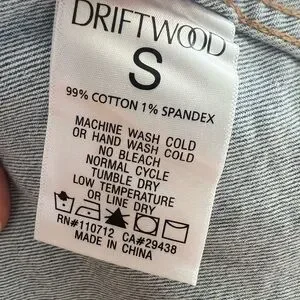 DRIFTWOOD
S
99% COTTON 1% SPANDEX
MACHINE WASH COLD
OR HAND WASH COLD
NO BLEACH
NORMAL CYCLE
TUMBLE DRY
LOW TEMPERATURE
OR LINE DRY
RN#110712 CA#29438
MADE IN CHINA